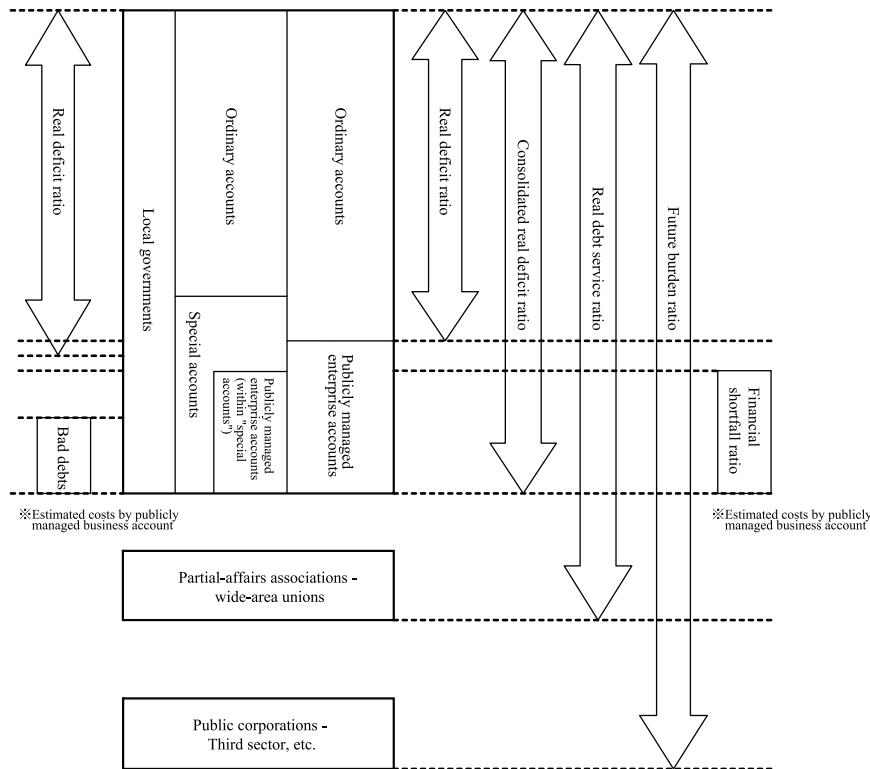 Real deficit ratio
Local governments
Ordinary accounts
Ordinary accounts
Real deficit ratio
Consolidated real deficit ratio
Real debt service ratio
Future burden ratio
Special accounts
Publicly managed
enterprise accounts
(within "special
accounts")
Publicly managed
enterprise accounts
Financial
shortfall ratio
Bad debts
※Estimated costs by publicly
managed business account
※Estimated costs by publicly
managed business account
Partial-affairs associations -
wide-area unions
Public corporations -
Third sector, etc.